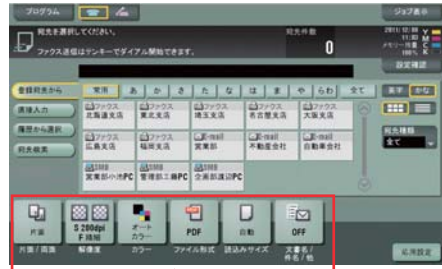 プログラム
ジョブ表示
宛先を選択してください。
ファクス送信はテンキーでダイアル開始できます。
宛先件数
0
メモリー残量
100%
Y
M
C
K
設定確認
登録宛先から
常用
あ
か
さ
た
な
は
ま
や
らわ
全て
英字
かな
直接入力
履歴から選択
宛先検索
ファクス
ファクス
ファクス
ファクス
ファクス
北海道支店
東北支店
埼玉支店
名古屋支店
大阪支店
ファクス
ファクス
E-mail
E-mail
E-mail
広島支店
福岡支店
営業部
不動産会社
自動車会社
SMB
SMB
SMB
営業部小池PC
管理部工藤PC
企画部渡辺PC
宛先種類
全て
片面
S 200dpi
F 精細
オート
カラー
PDF
自動
OFF
片面/両面
解像度
カラー
ファイル形式
読込みサイズ
文書名/
件名/他
応用設定